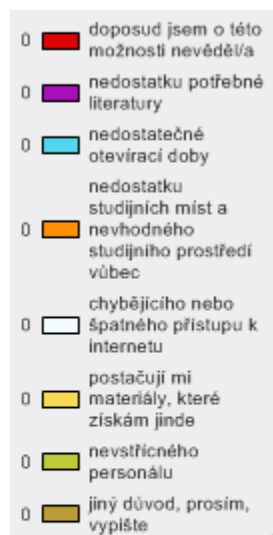 0 doposud jsem o této
možnosti nevěděl/a
0 nedostatku potřebné
literatury
0 nedostatečné
otevírací doby
nedostatku
studijních míst a
0 nevhodného
studijního prostředí
vůbec
chybějícího nebo
0 špatného přístupu k
internetu
postačují mi
0 materiály, které
získám jinde
0 nevstřícného
personálu
0 jiný důvod, prosím,
vypište